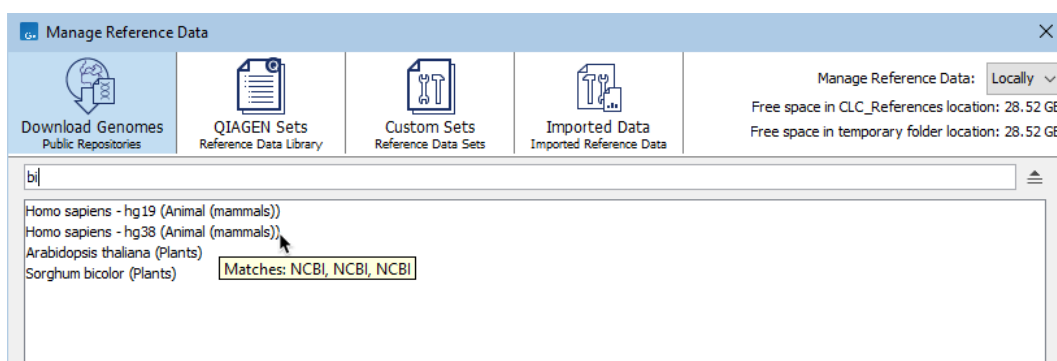 G. Manage Reference Data
Download Genomes
Public Repositories
QIAGEN Sets
Reference Data Library
Custom Sets
Reference Data Sets
Imported Data
Imported Reference Data
Manage Reference Data: Locally
Free space in CLC_References location: 28.52 GB
Free space in temporary folder location: 28.52 GB
bi
Homo sapiens - hg19 (Animal (mammals))
Homo sapiens - hg38 (Animal (mammals))
Arabidopsis thaliana (Plants)
Sorghum bicolor (Plants)
Matches: NCBI, NCBI, NCBI